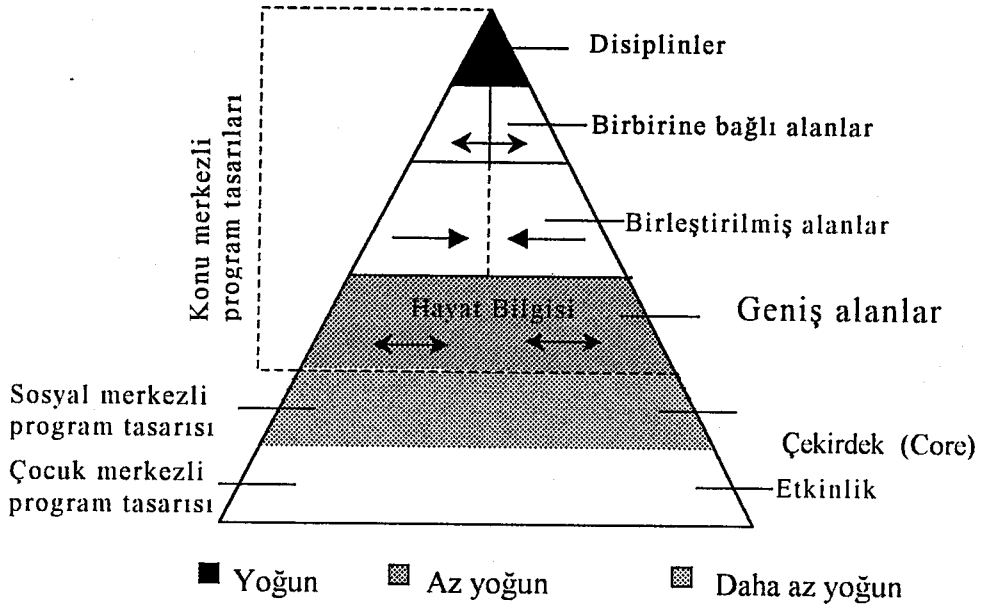 Disiplinler
Birbirine bağlı alanlar
Konu merkezli
program tasarıları
Birleştirilmiş alanlar
Hayat Bilgisi
Geniş alanlar
Sosyal merkezli
program tasarısı
Çekirdek (Core)
Çocuk merkezli
program tasarısı
Etkinlik
Yoğun
Az yoğun
Daha az yoğun